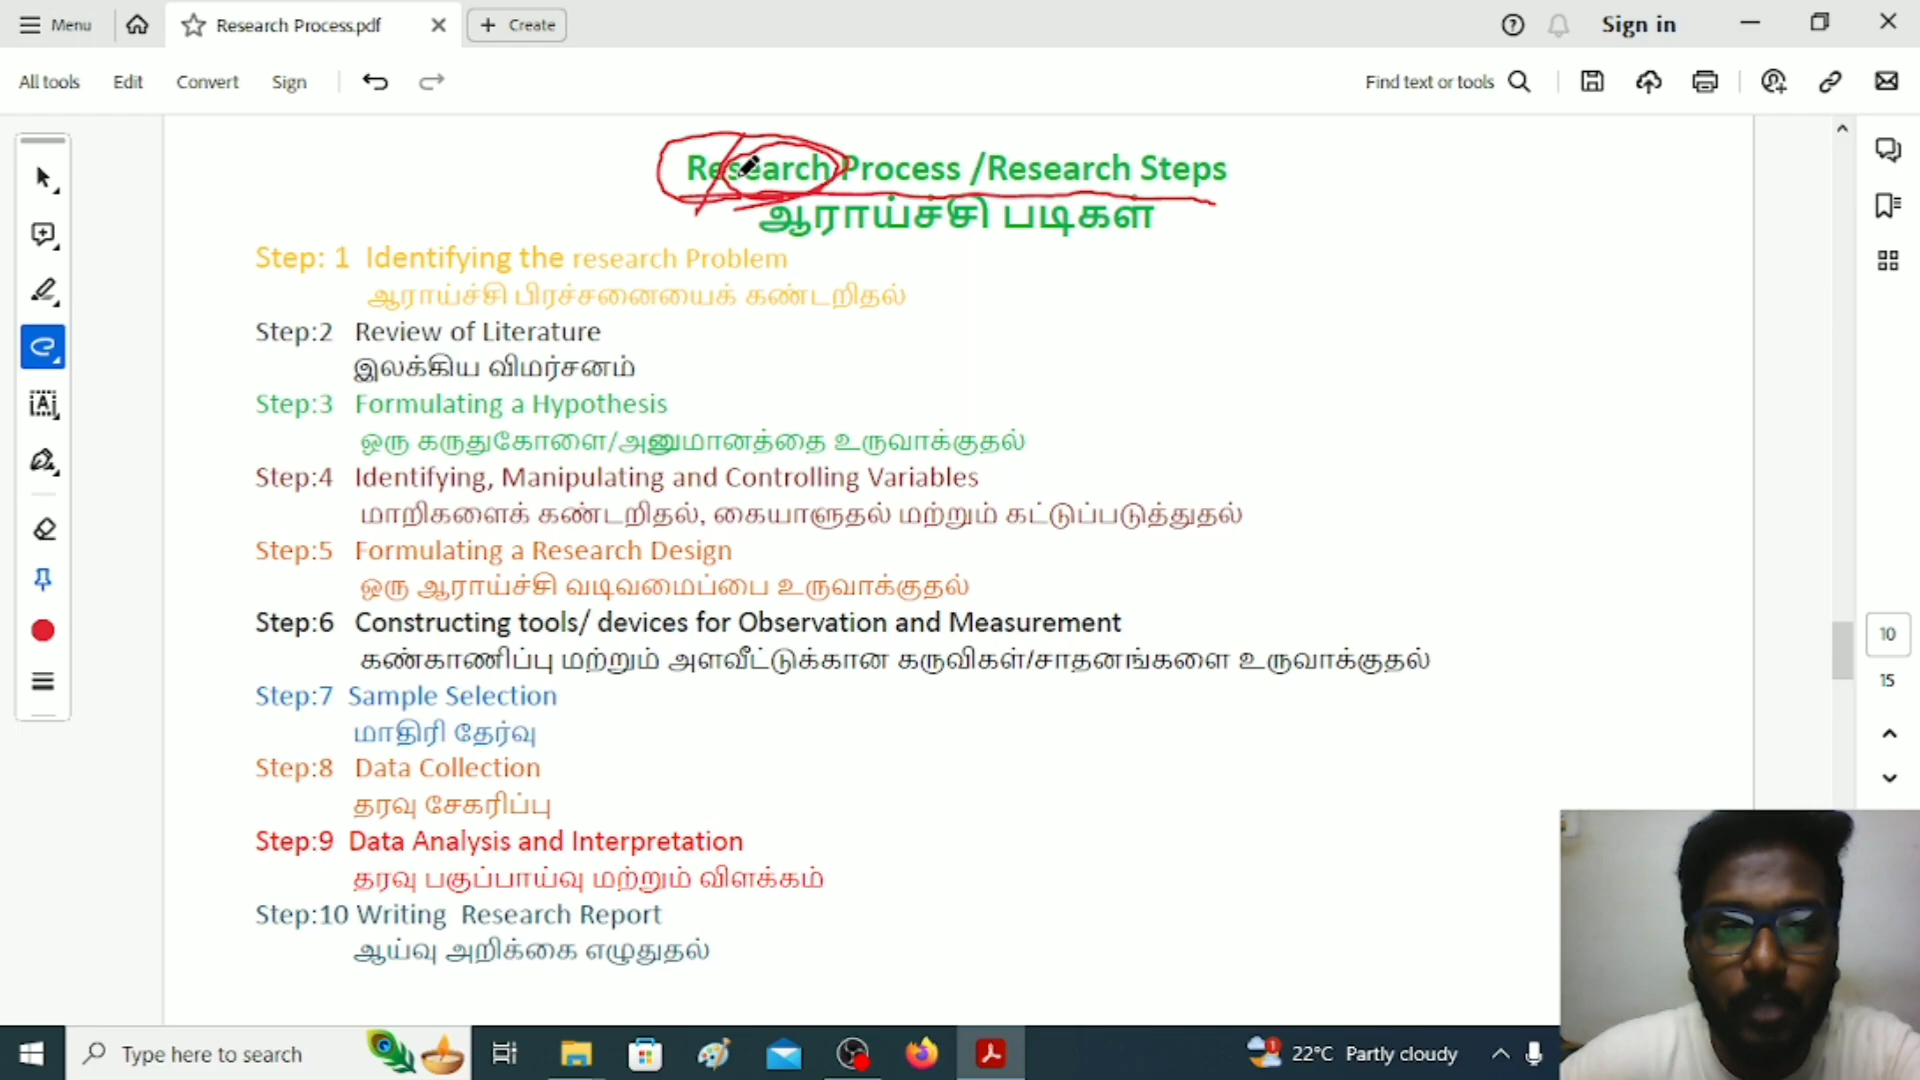 Menu
Research Process.pdf
Create
Sign in
All tools
Edit
Convert
Sign
Find text or tools
Research Process /Research Steps
ஆராய்ச்சி படிகள
Step: 1 Identifying the research Problem
ஆராய்ச்சி பிரச்சனையைக் கண்டறிதல்
Step:2 Review of Literature
இலக்கிய விமர்சனம்
Step:3 Formulating a Hypothesis
ஒரு கருதுகோளை/அனுமானத்தை உருவாக்குதல்
Step:4 Identifying, Manipulating and Controlling Variables
மாறிகளைக் கண்டறிதல், கையாளுதல் மற்றும் கட்டுப்படுத்துதல்
Step:5 Formulating a Research Design
ஒரு ஆராய்ச்சி வடிவமைப்பை உருவாக்குதல்
Step:6 Constructing tools/ devices for Observation and Measurement
கண்காணிப்பு மற்றும் அளவீட்டுக்கான கருவிகள்/சாதனங்களை உருவாக்குதல்
Step:7 Sample Selection
மாதிரி தேர்வு
Step:8 Data Collection
தரவு சேகரிப்பு
Step:9 Data Analysis and Interpretation
தரவு பகுப்பாய்வு மற்றும் விளக்கம்
Step:10 Writing Research Report
ஆய்வு அறிக்கை எழுதுதல்
10
15
Type here to search
1
22°C Partly cloudy